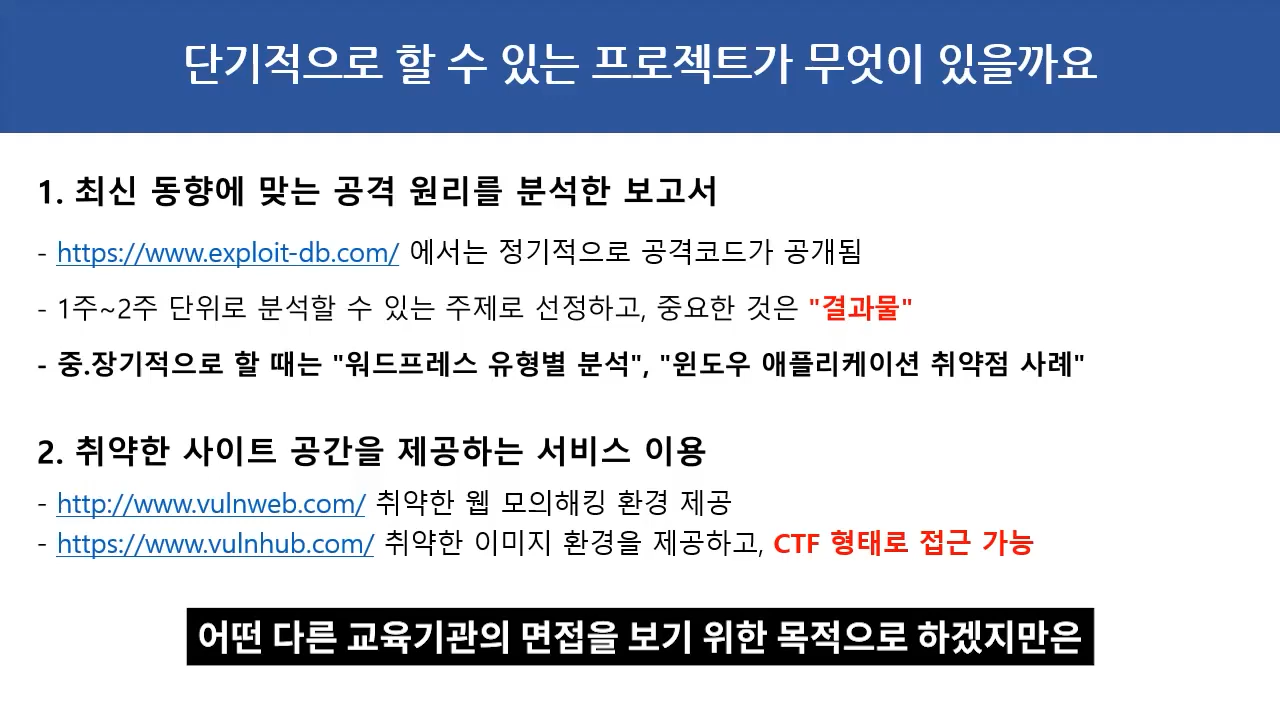 단기적으로 할 수 있는 프로젝트가 무엇이 있을까요
1. 최신 동향에 맞는 공격 원리를 분석한 보고서
- https://www.exploit-db.com/ 에서는 정기적으로 공격코드가 공개됨
- 1주~2주 단위로 분석할 수 있는 주제로 선정하고, 중요한 것은 "결과물"
- 중.장기적으로 할 때는 "워드프레스 유형별 분석", "윈도우 애플리케이션 취약점 사례"
2. 취약한 사이트 공간을 제공하는 서비스 이용
- http://www.vulnweb.com/ 취약한 웹 모의해킹 환경 제공
- https://www.vulnhub.com/ 취약한 이미지 환경을 제공하고, CTF 형태로 접근 가능
어떤 다른 교육기관의 면접을 보기 위한 목적으로 하겠지만은